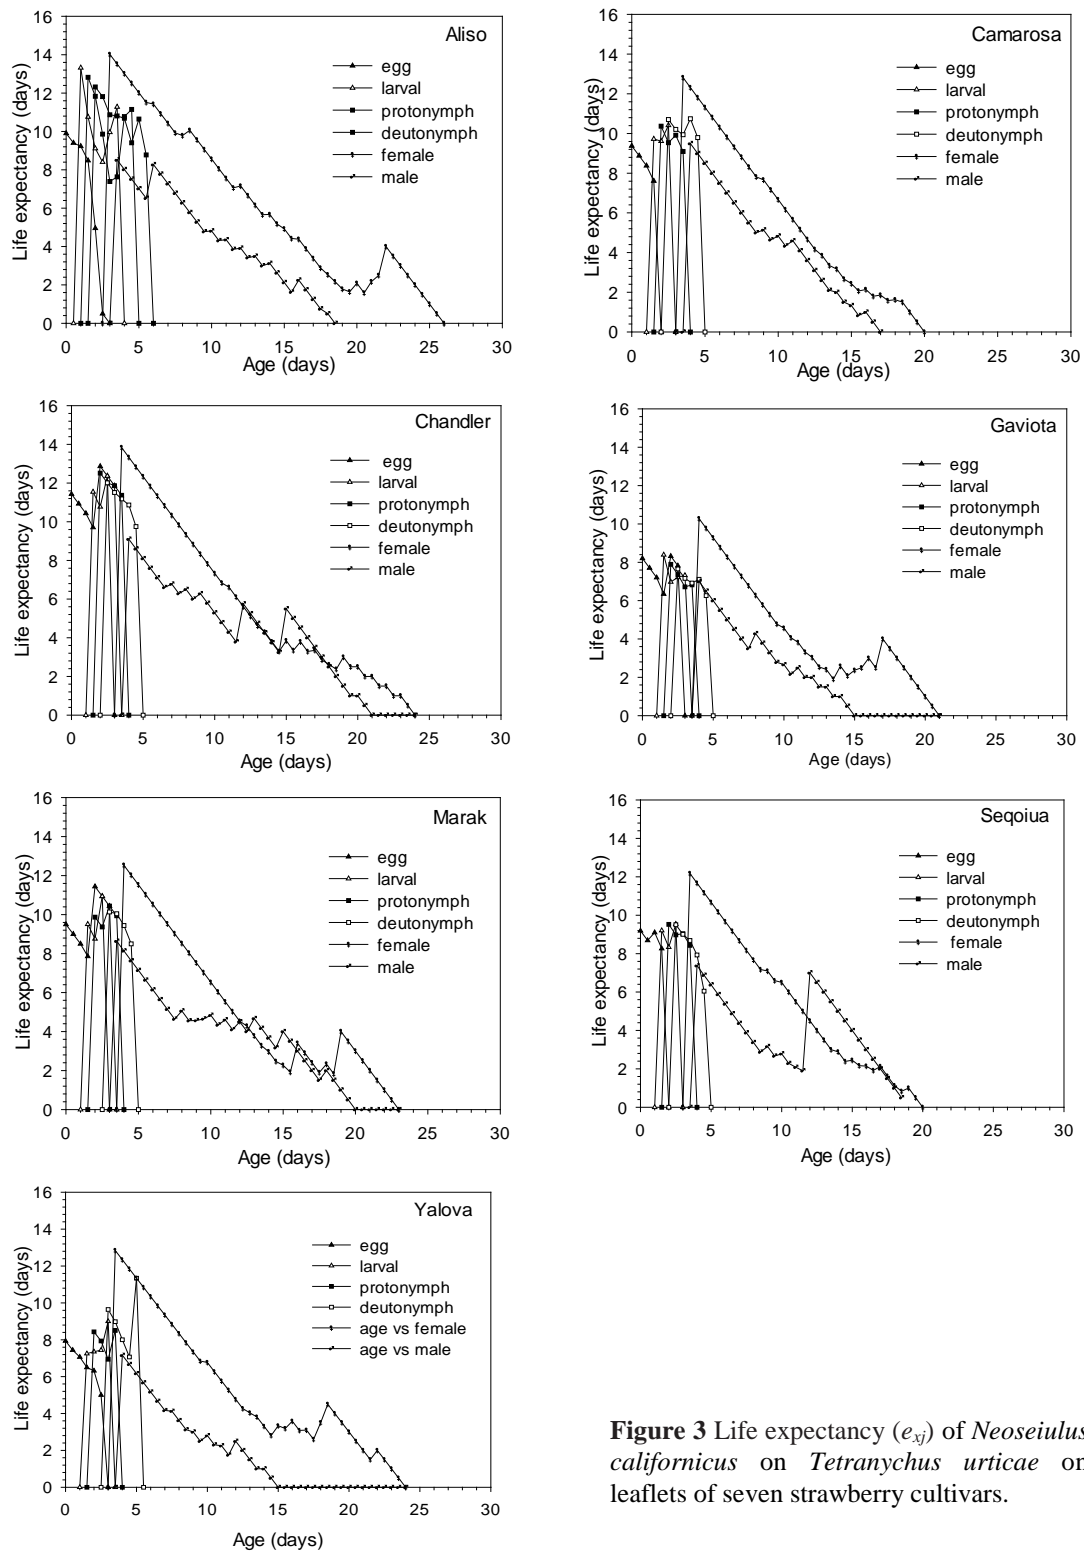 Aliso
egg
larval
protonymph
deutonymph
female
male
Life expectancy (days)
16
14
12
10
8
6
4
2
0
0 5 10 15 20 25 30
Age (days)
Camarosa
egg
larval
protonymph
deutonymph
female
male
Life expectancy (days)
16
14
12
10
8
6
4
2
0
0 5 10 15 20 25 30
Age (days)
Chandler
egg
larval
protonymph
deutonymph
female
male
Life expectancy (days)
16
14
12
10
8
6
4
2
0
0 5 10 15 20 25 30
Age (days)
Gaviota
egg
larval
protonymph
deutonymph
female
male
Life expectancy (days)
16
14
12
10
8
6
4
2
0
0 5 10 15 20 25 30
Age (days)
Marak
egg
larval
protonymph
deutonymph
female
male
Life expectancy (days)
16
14
12
10
8
6
4
2
0
0 5 10 15 20 25 30
Age (days)
Seqoiua
egg
larval
protonymph
deutonymph
female
male
Life expectancy (days)
16
14
12
10
8
6
4
2
0
0 5 10 15 20 25 30
Age (days)
Yalova
egg
larval
protonymph
deutonymph
age vs female
age vs male
Life expectancy (days)
16
14
12
10
8
6
4
2
0
0 5 10 15 20 25 30
Age (days)
Figure 3 Life expectancy (exj) of Neoseiulus
californicus on Tetranychus urticae on
leaflets of seven strawberry cultivars.